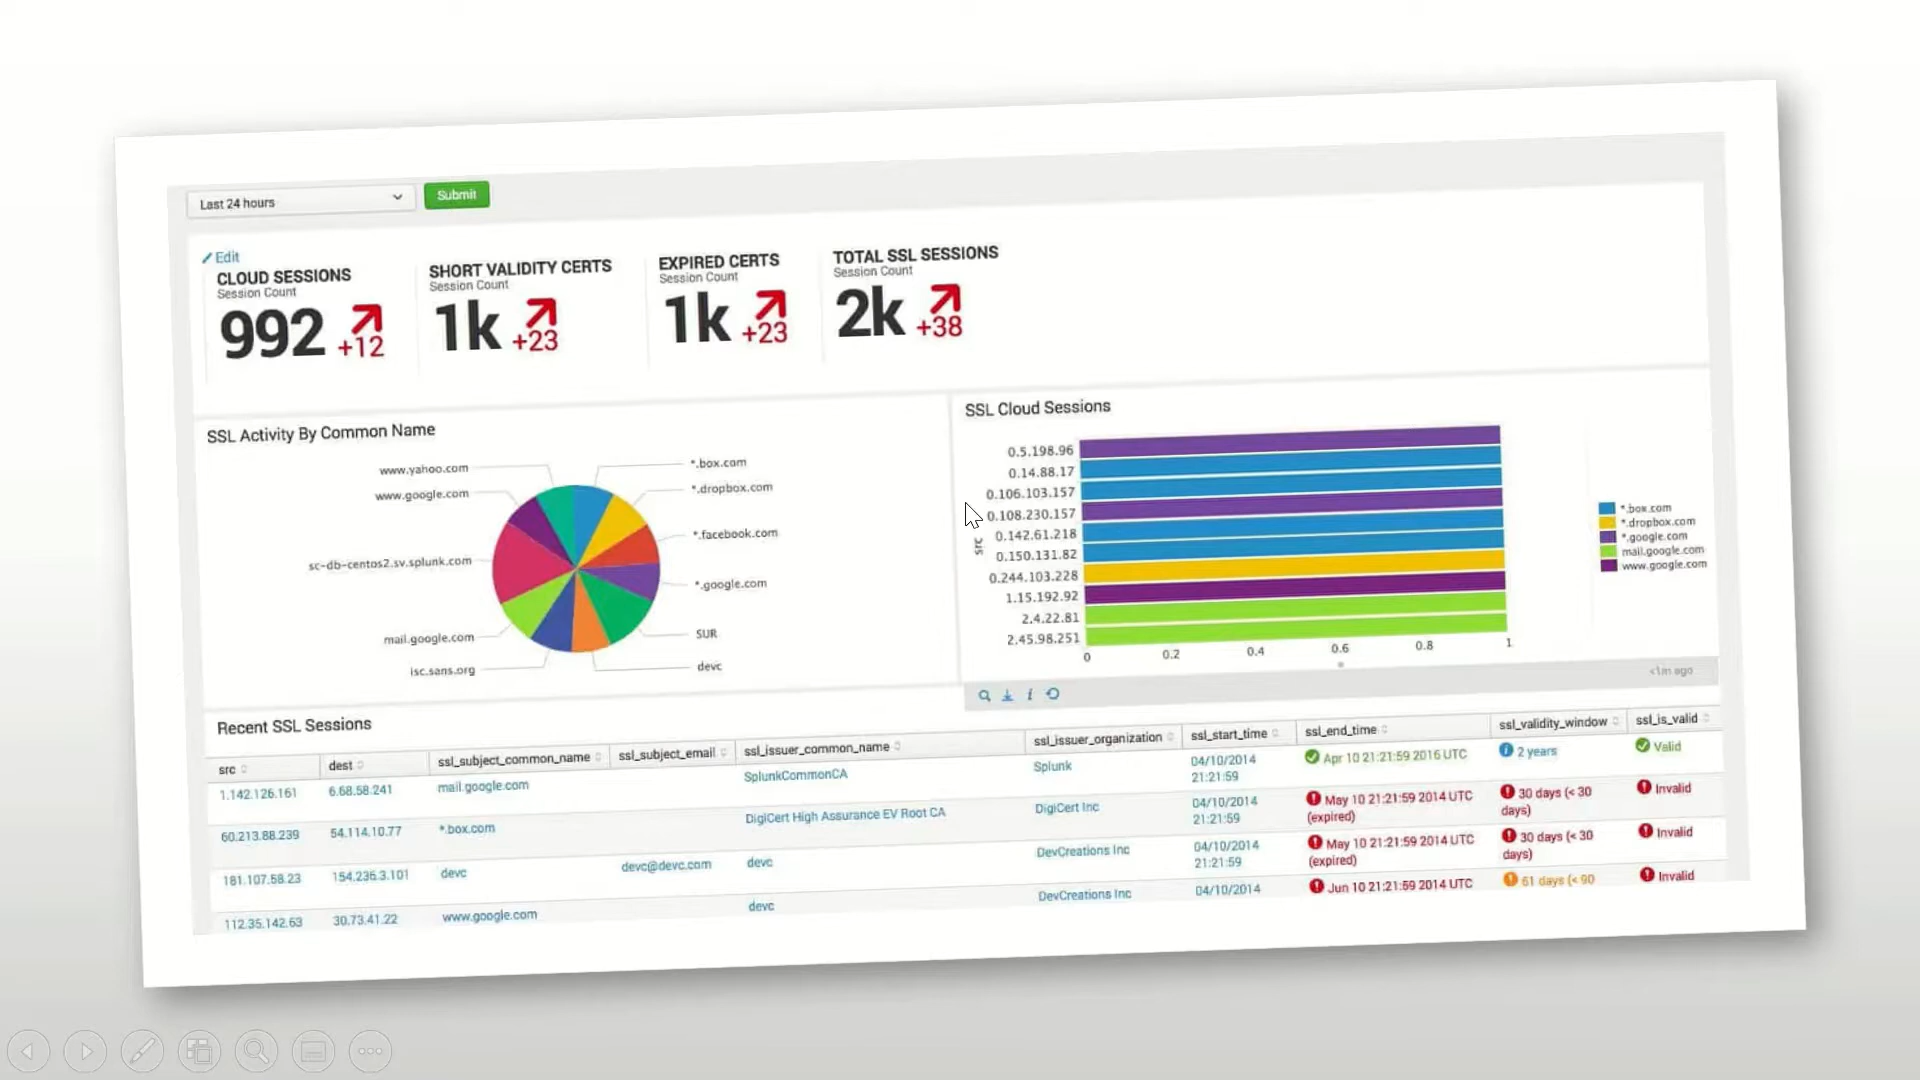 Last 24 hours
Submit
Edit
CLOUD SESSIONS
Session Count
992 +12
SHORT VALIDITY CERTS
Session Count
1k +23
EXPIRED CERTS
Session Count
1k +23
TOTAL SSL SESSIONS
Session Count
2k +38
SSL Activity By Common Name
www.yahoo.com
www.google.com
sc-db-centos2.sv.splunk.com
mail.google.com
isc.sans.org
*.box.com
*.dropbox.com
*.facebook.com
*.google.com
SUR
devc
SSL Cloud Sessions
src
0.5.198.96
0.14.88.17
0.106.103.157
0.108.230.157
0.142.61.218
0.150.131.82
0.244.103.228
1.15.192.92
2.4.22.81
2.45.98.251
0 0.2 0.4 0.6 0.8 1
*.box.com
*.dropbox.com
*.google.com
mail.google.com
www.google.com
<1m ago
Recent SSL Sessions
src dest ssl_subject_common_name ssl_subject_email ssl_issuer_common_name ssl_issuer_organization ssl_start_time ssl_end_time ssl_validity_window ssl_is_valid
1.142.126.161 6.68.58.241 mail.google.com SplunkCommonCA Splunk 04/10/2014 Apr 10 21:21:59 2016 UTC 2 years Valid
21:21:59
60.213.88.239 54.114.10.77 *.box.com DigiCert High Assurance EV Root CA DigiCert Inc 04/10/2014 May 10 21:21:59 2014 UTC 30 days (< 30 Invalid
21:21:59 (expired) days)
181.107.58.23 154.236.3.101 devc devc@devc.com devc DevCreations Inc 04/10/2014 May 10 21:21:59 2014 UTC 30 days (< 30 Invalid
21:21:59 (expired) days)
112.35.142.63 30.73.41.22 www.google.com devc DevCreations Inc 04/10/2014 Jun 10 21:21:59 2014 UTC 61 days (< 90 Invalid